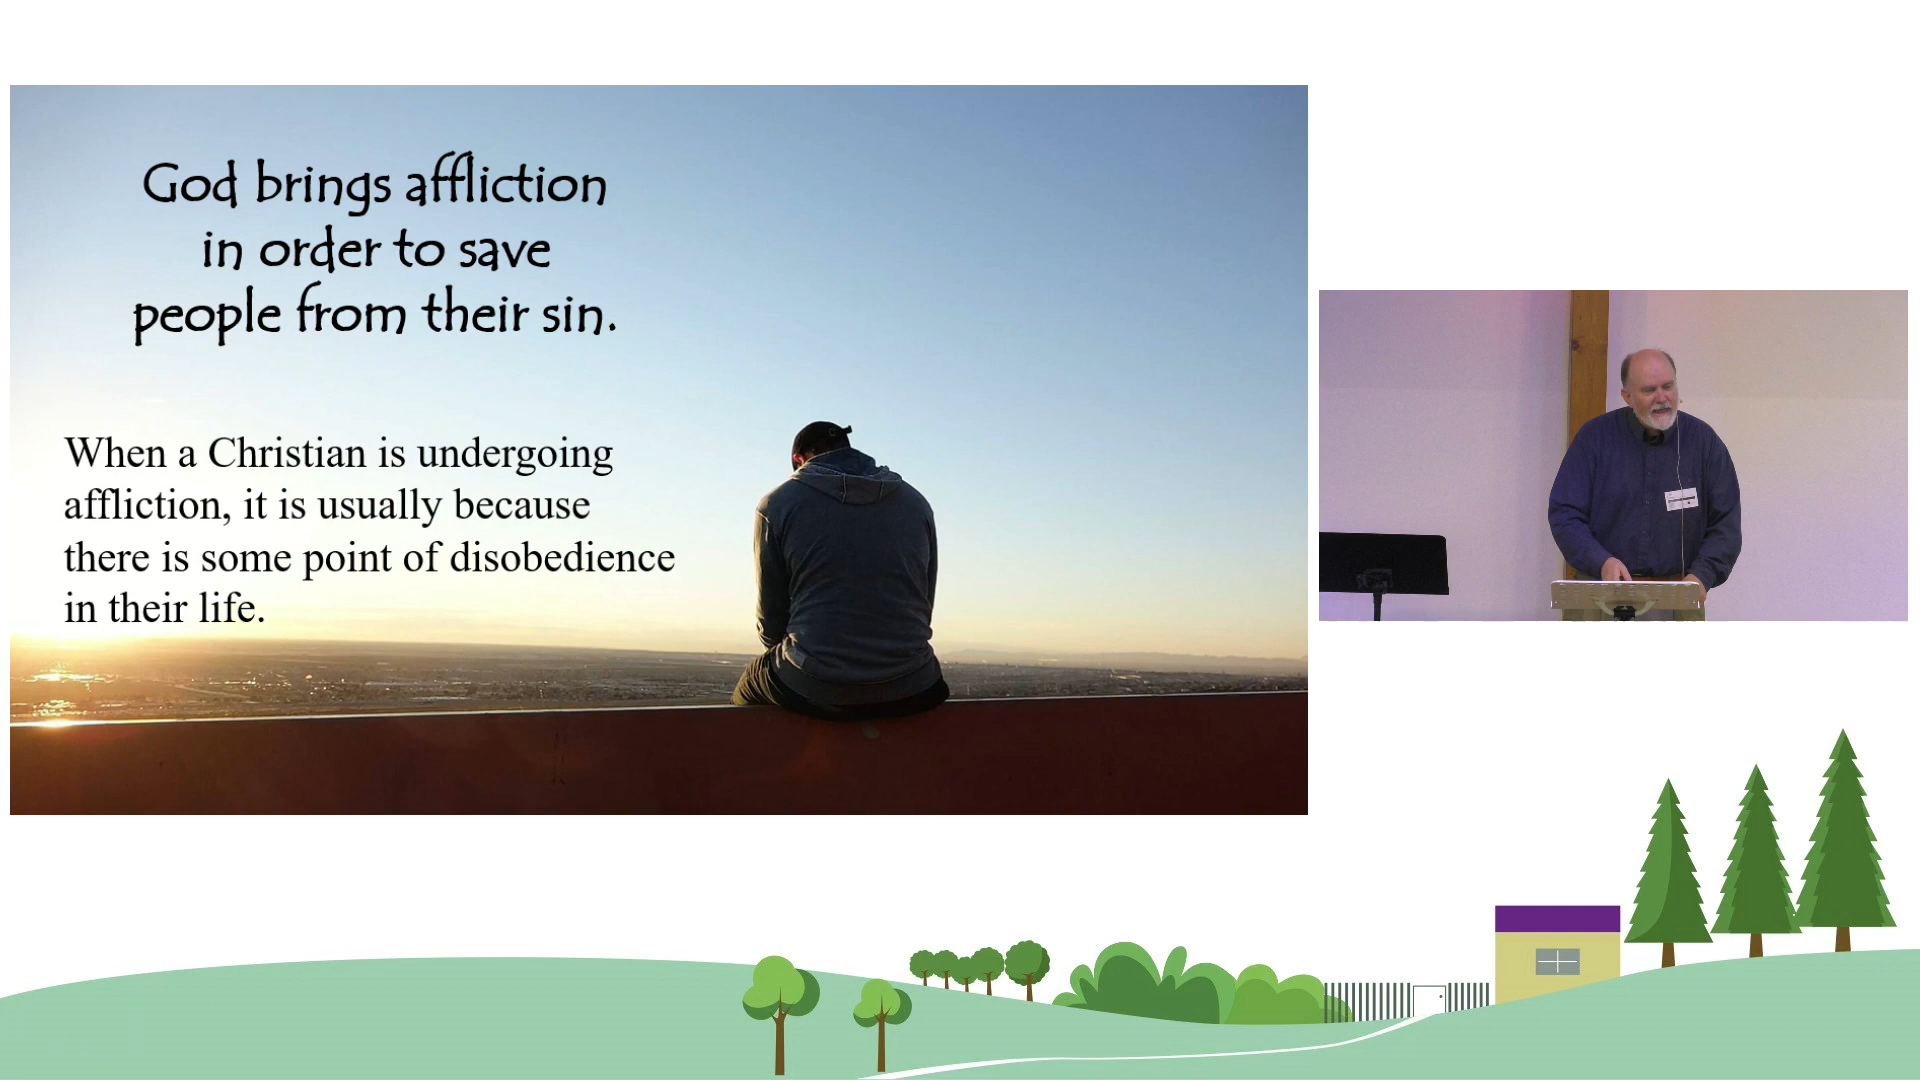 God brings affliction
in order to save
people from their sin.
When a Christian is undergoing
affliction, it is usually because
there is some point of disobedience
in their life.